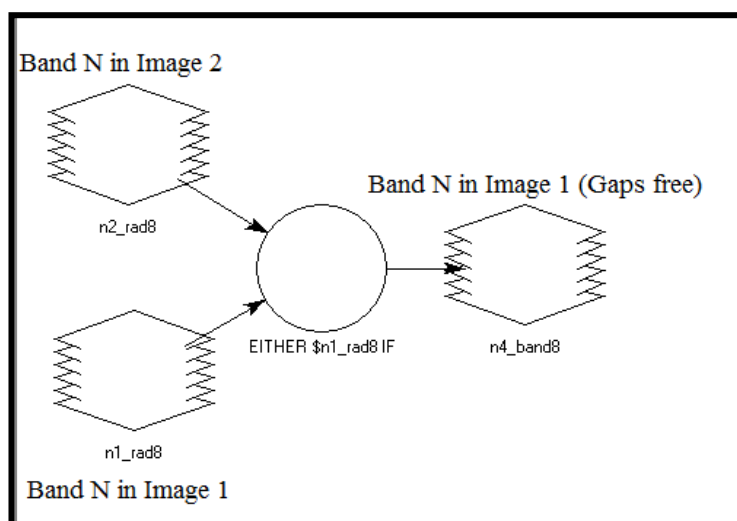 Band N in Image 2
n2_rad8
Band N in Image 1 (Gaps free)
EITHER $n1_rad8 IF
n4_band8
n1_rad8
Band N in Image 1